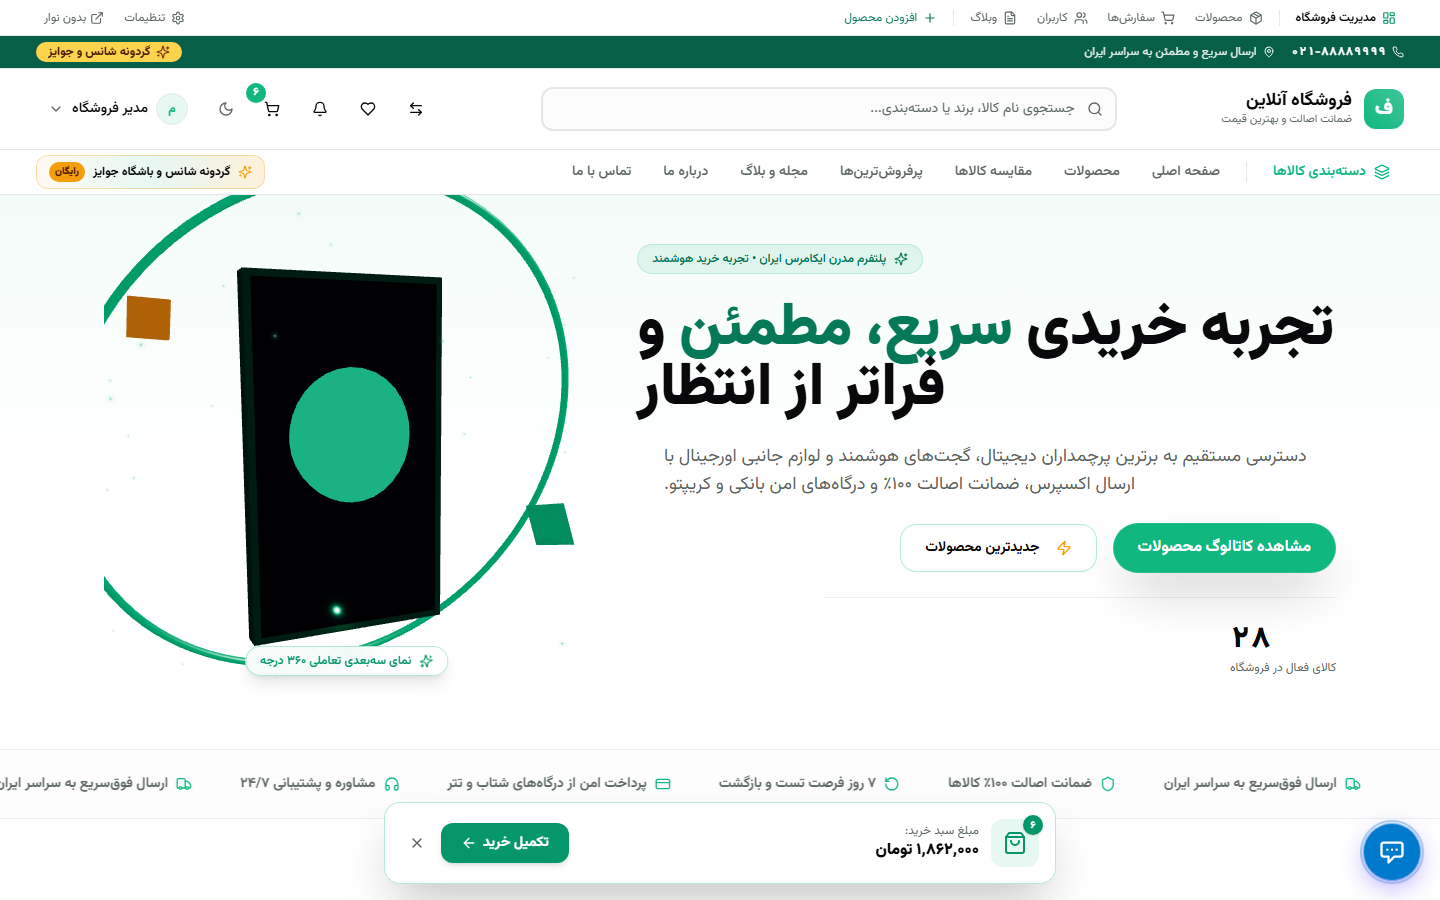 مدیریت فروشگاه
محصولات
سفارش‌ها
کاربران
وبلاگ
افزودن محصول
تنظیمات
بدون نوار
۰۲۱-۸۸۸۸۹۹۹۹
ارسال سریع و مطمئن به سراسر ایران
گردونه شانس و جوایز
ف
فروشگاه آنلاین
ضمانت اصالت و بهترین قیمت
جستجوی نام کالا، برند یا دسته‌بندی...
۶
م
مدیر فروشگاه
دسته‌بندی کالاها
صفحه اصلی
محصولات
مقایسه کالاها
پرفروش‌ترین‌ها
مجله و بلاگ
درباره ما
تماس با ما
گردونه شانس و باشگاه جوایز
رایگان
پلتفرم مدرن ایکامرس ایران • تجربه خرید هوشمند
تجربه خریدی سریع، مطمئن و
فراتر از انتظار
دسترسی مستقیم به برترین پرچمداران دیجیتال، گجت‌های هوشمند و لوازم جانبی اورجینال با
ارسال اکسپرس، ضمانت اصالت ۱۰۰٪ و درگاه‌های امن بانکی و کریپتو.
مشاهده کاتالوگ محصولات
جدیدترین محصولات
۲۸
کالای فعال در فروشگاه
نمای سه‌بعدی تعاملی ۳۶۰ درجه
ارسال فوق‌سریع به سراسر ایران
ضمانت اصالت ۱۰۰٪ کالاها
۷ روز فرصت تست و بازگشت
پرداخت امن از درگاه‌های شتاب و تتر
مشاوره و پشتیبانی ۲۴/۷
ارسال فوق‌سریع به سراسر ایران
۶
مبلغ سبد خرید:
۱,۸۶۲,۰۰۰ تومان
تکمیل خرید